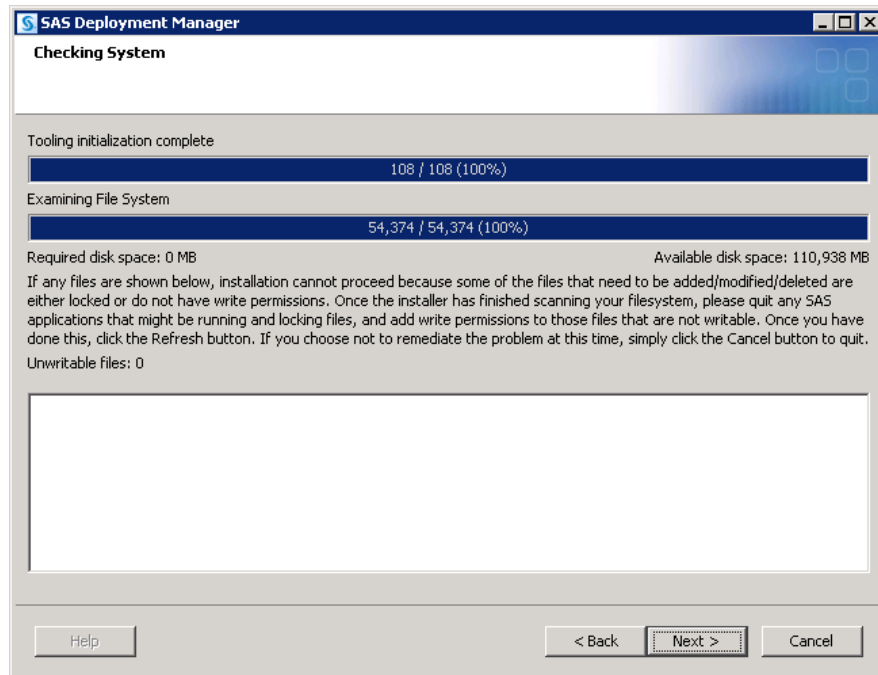 SAS Deployment Manager
Checking System
Tooling initialization complete
108 / 108 (100%)
Examining File System
54,374 / 54,374 (100%)
Required disk space: 0 MB Available disk space: 110,938 MB
If any files are shown below, installation cannot proceed because some of the files that need to be added/modified/deleted are
either locked or do not have write permissions. Once the installer has finished scanning your filesystem, please quit any SAS
applications that might be running and locking files, and add write permissions to those files that are not writable. Once you have
done this, click the Refresh button. If you choose not to remediate the problem at this time, simply click the Cancel button to quit.
Unwritable files: 0
Help < Back Next > Cancel